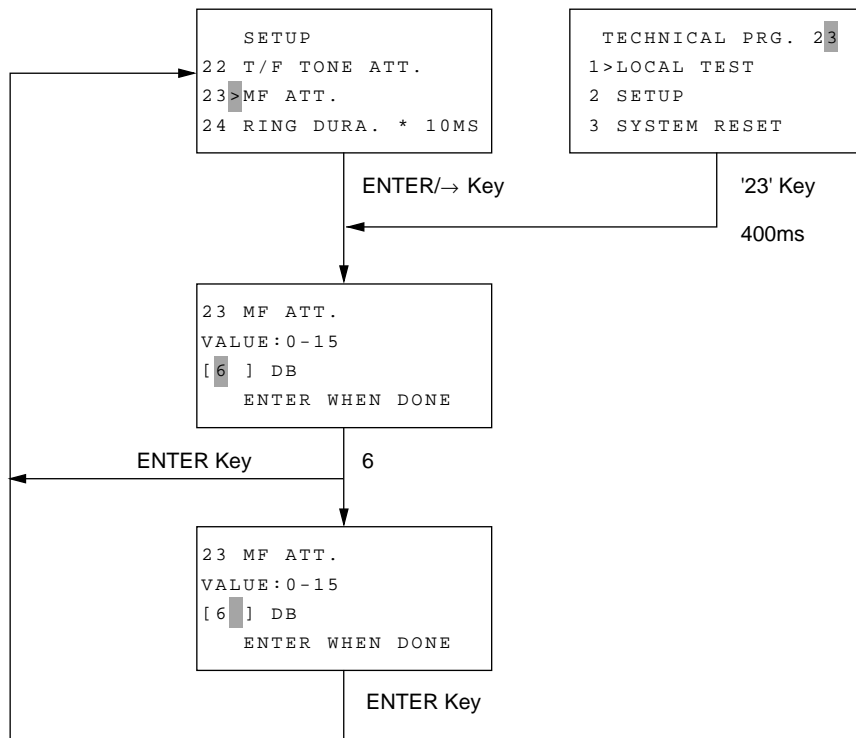 SETUP
22 T/F TONE ATT.
23>MF ATT.
24 RING DURA. * 10MS
TECHNICAL PRG. 23
1>LOCAL TEST
2 SETUP
3 SYSTEM RESET
ENTER/→ Key
'23' Key
400ms
23 MF ATT.
VALUE:0-15
[6 ] DB
ENTER WHEN DONE
ENTER Key
6
23 MF ATT.
VALUE:0-15
[6 ] DB
ENTER WHEN DONE
ENTER Key